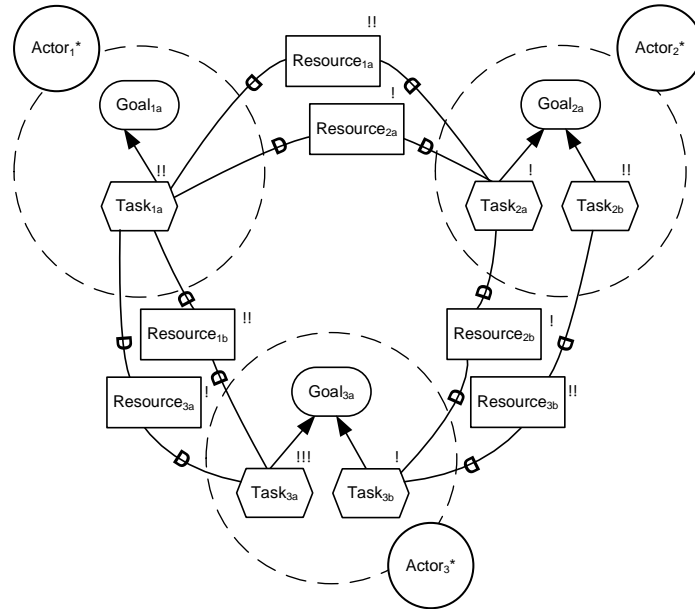 !!
Actor1*
Actor2*
Resource1a
Goal1a
Goal2a
!
Resource2a
!!
!
!!
Task1a
Task2a
Task2b
Resource1b
!!
Resource2b
!
Resource3a
!
Goal3a
Resource3b
!!
!!!
!
Task3a
Task3b
Actor3*